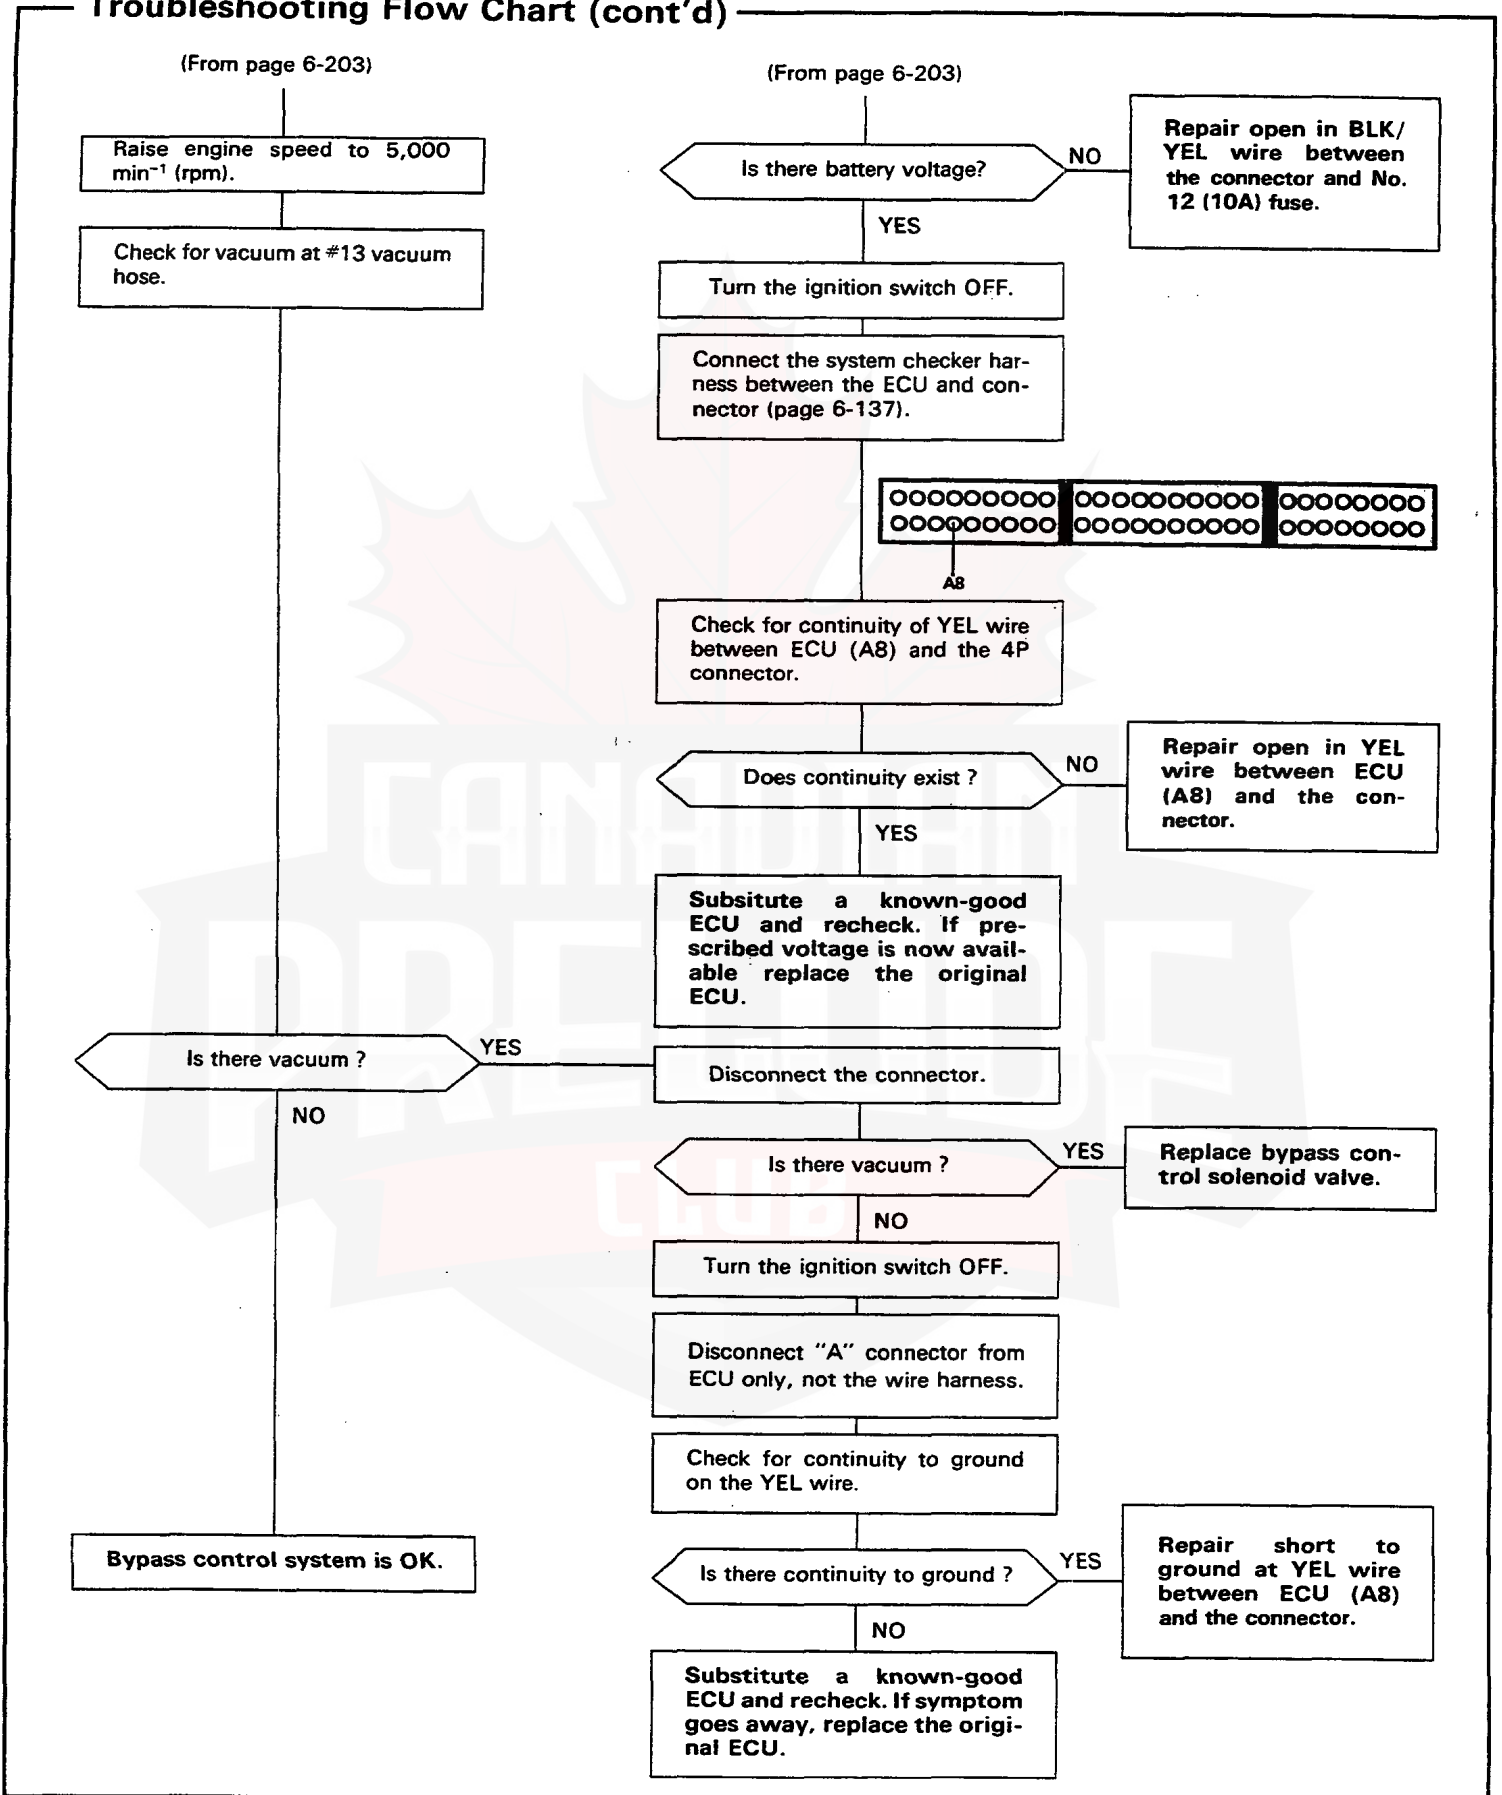 Troubleshooting Flow Chart (cont'd)
(From page 6-203)
Raise engine speed to 5,000
min⁻¹ (rpm).
Check for vacuum at #13 vacuum
hose.
Is there vacuum ?
YES
NO
Bypass control system is OK.
(From page 6-203)
Is there battery voltage?
NO
Repair open in BLK/
YEL wire between
the connector and No.
12 (10A) fuse.
YES
Turn the ignition switch OFF.
Connect the system checker har-
ness between the ECU and con-
nector (page 6-137).
A8
Check for continuity of YEL wire
between ECU (A8) and the 4P
connector.
Does continuity exist ?
NO
Repair open in YEL
wire between ECU
(A8) and the con-
nector.
YES
Subsitute a known-good
ECU and recheck. If pre-
scribed voltage is now avail-
able replace the original
ECU.
Disconnect the connector.
Is there vacuum ?
YES
Replace bypass con-
trol solenoid valve.
NO
Turn the ignition switch OFF.
Disconnect "A" connector from
ECU only, not the wire harness.
Check for continuity to ground
on the YEL wire.
Is there continuity to ground ?
YES
Repair short to
ground at YEL wire
between ECU (A8)
and the connector.
NO
Substitute a known-good
ECU and recheck. If symptom
goes away, replace the origi-
nal ECU.
CANADIAN
PRELUDE
CLUB